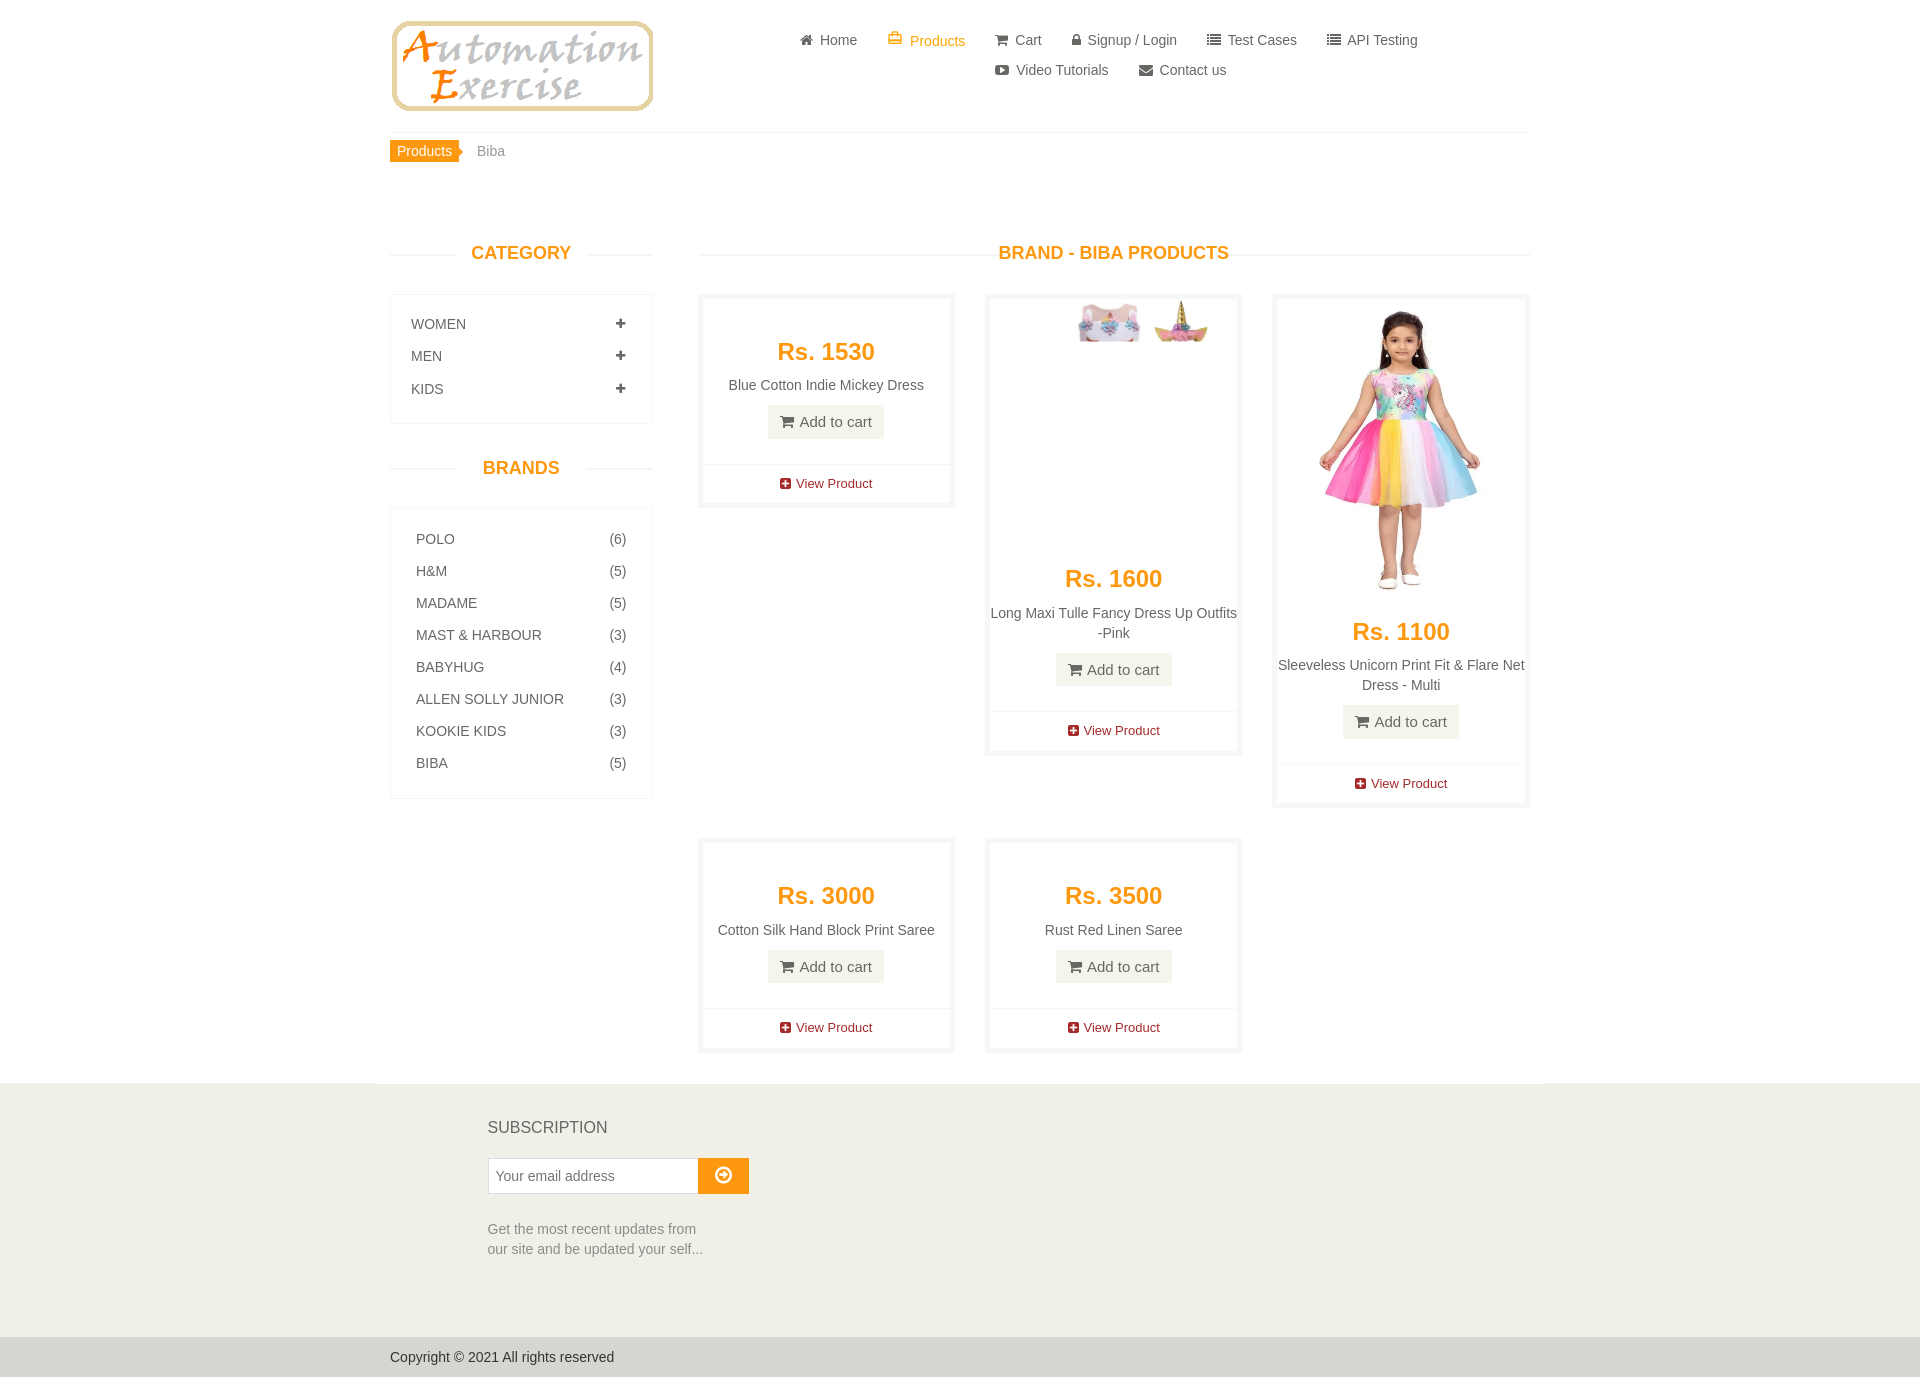 Automation
Exercise
Home
Products
Cart
Signup / Login
Test Cases
API Testing
Video Tutorials
Contact us
Products
Biba
CATEGORY
WOMEN
MEN
KIDS
BRANDS
POLO (6)
H&M (5)
MADAME (5)
MAST & HARBOUR (3)
BABYHUG (4)
ALLEN SOLLY JUNIOR (3)
KOOKIE KIDS (3)
BIBA (5)
BRAND - BIBA PRODUCTS
Rs. 1530
Blue Cotton Indie Mickey Dress
Add to cart
View Product
Rs. 1600
Long Maxi Tulle Fancy Dress Up Outfits
-Pink
Add to cart
View Product
Rs. 1100
Sleeveless Unicorn Print Fit & Flare Net
Dress - Multi
Add to cart
View Product
Rs. 3000
Cotton Silk Hand Block Print Saree
Add to cart
View Product
Rs. 3500
Rust Red Linen Saree
Add to cart
View Product
SUBSCRIPTION
Your email address
Get the most recent updates from
our site and be updated your self...
Copyright © 2021 All rights reserved